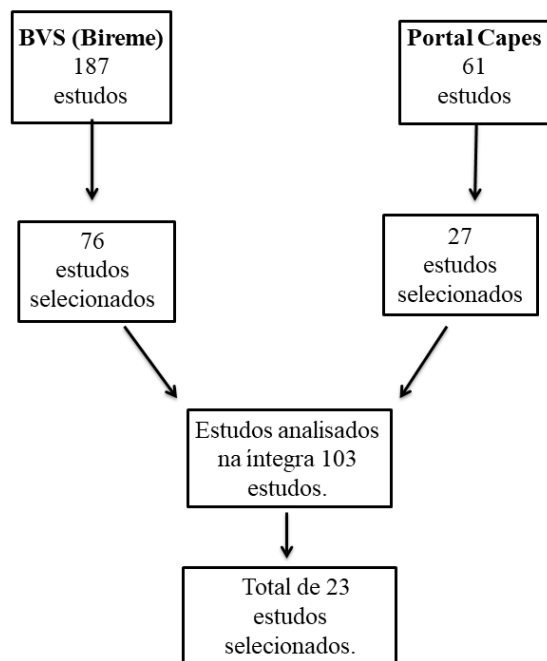 BVS (Bireme)
187
estudos
Portal Capes
61
estudos
76
estudos
selecionados
27
estudos
selecionados
Estudos analisados
na íntegra 103
estudos.
Total de 23
estudos
selecionados.